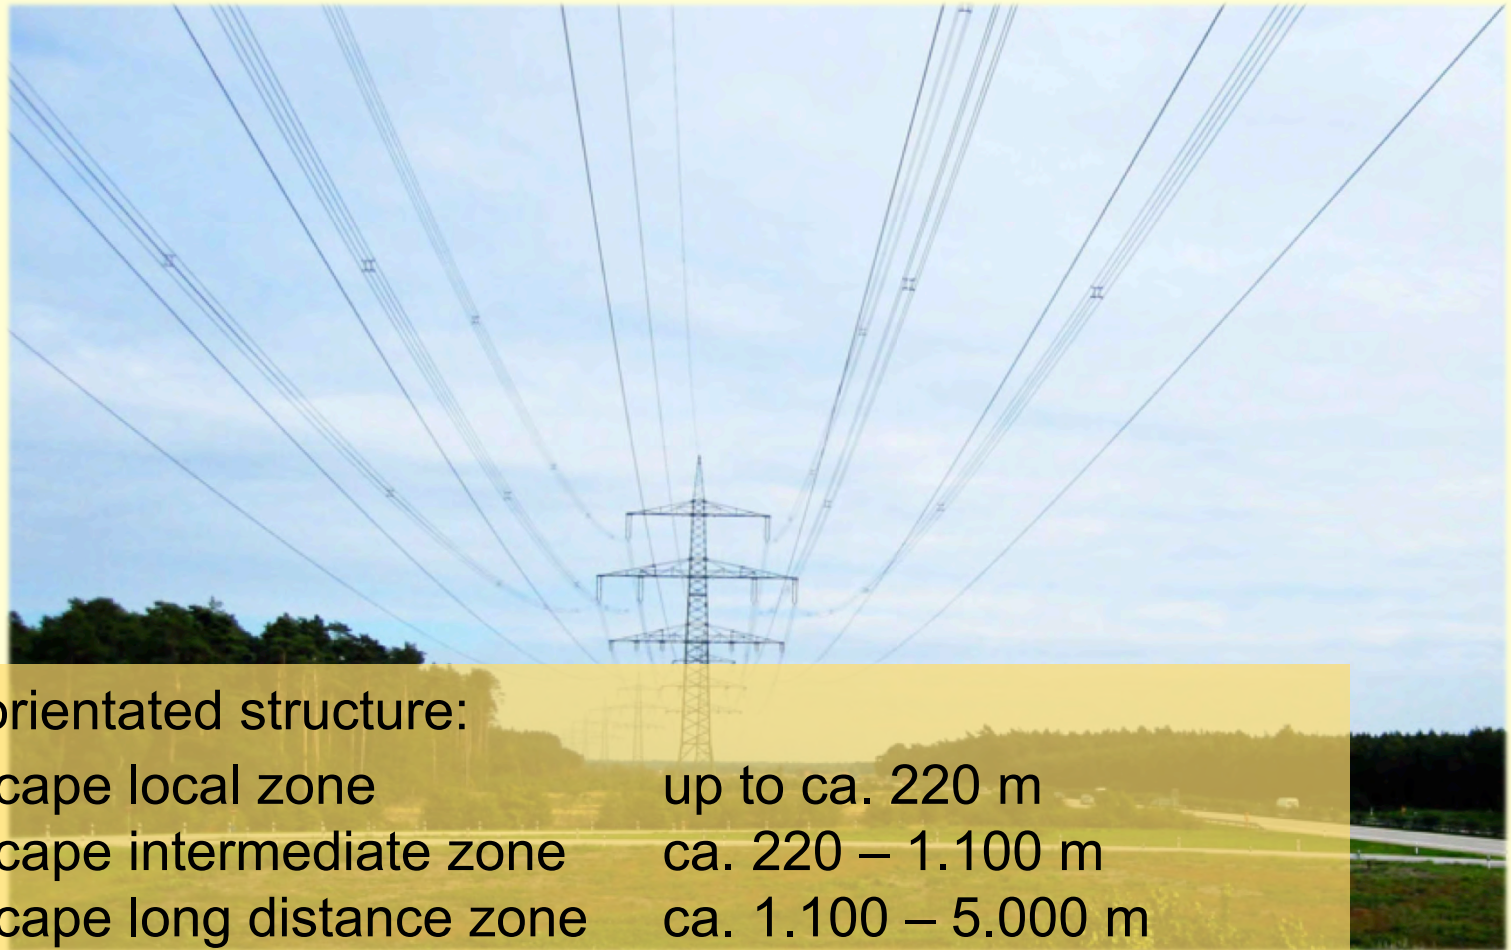 orientated structure:
cape local zone up to ca. 220 m
cape intermediate zone ca. 220 – 1.100 m
cape long distance zone ca. 1.100 – 5.000 m